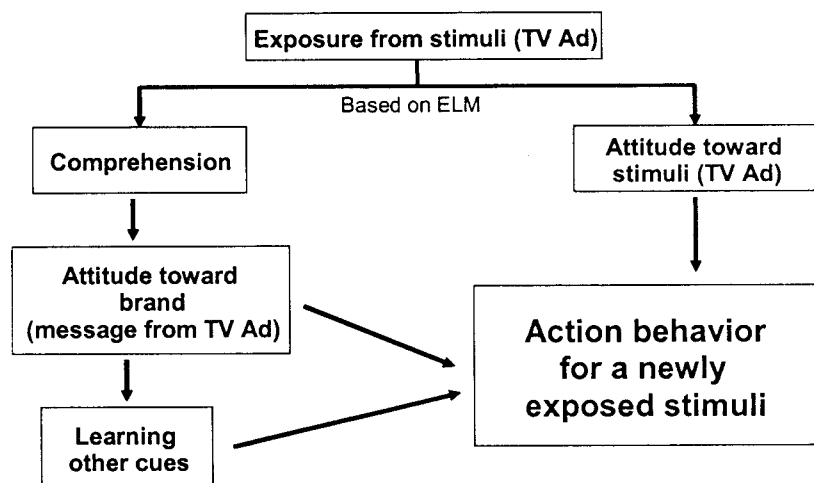 Exposure from stimuli (TV Ad)
Based on ELM
Comprehension
Attitude toward
stimuli (TV Ad)
Attitude toward
brand
(message from TV Ad)
Action behavior
for a newly
exposed stimuli
Learning
other cues